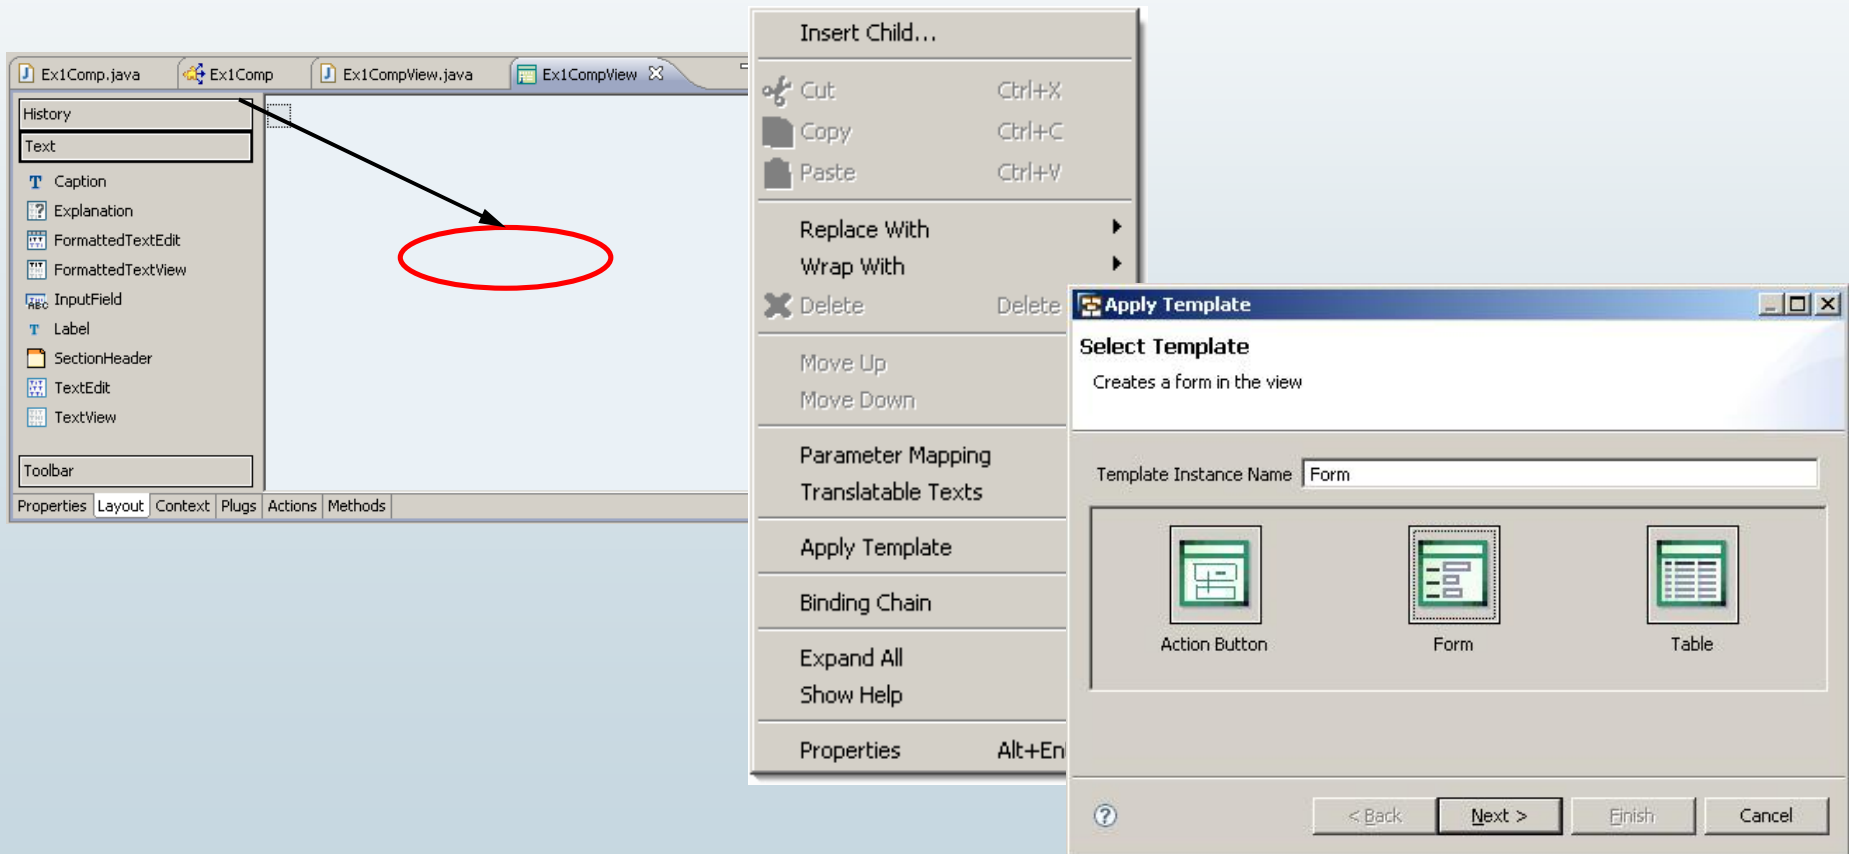 Ex1Comp.java Ex1Comp Ex1CompView.java Ex1CompView
History
Text
Caption
Explanation
FormattedTextEdit
FormattedTextView
InputField
Label
SectionHeader
TextEdit
TextView
Toolbar
Properties Layout Context Plugs Actions Methods
Insert Child...
Cut Ctrl+X
Copy Ctrl+C
Paste Ctrl+V
Replace With
Wrap With
Delete Delete
Move Up
Move Down
Parameter Mapping
Translatable Texts
Apply Template
Binding Chain
Expand All
Show Help
Properties Alt+En
Apply Template
Select Template
Creates a form in the view
Template Instance Name Form
Action Button Form Table
< Back Next > Finish Cancel